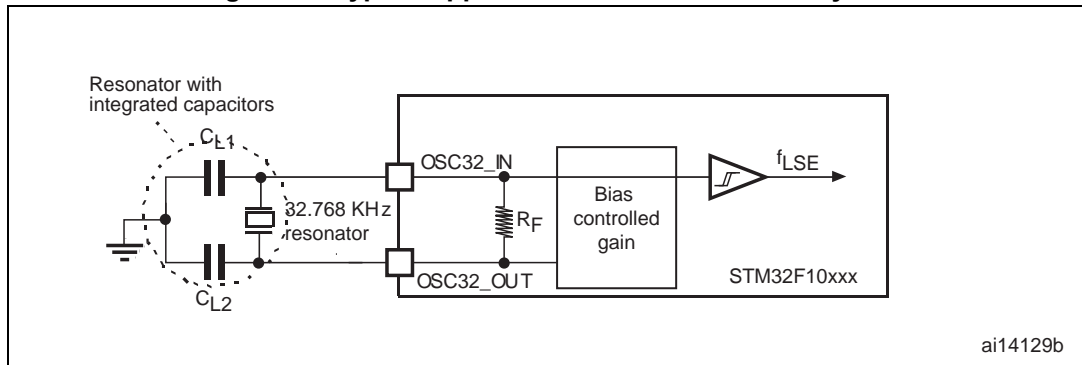 Resonator with
integrated capacitors
CL1
OSC32_IN
fLSE
Bias
controlled
gain
32.768 KHz
resonator
RF
STM32F10xxx
OSC32_OUT
CL2
ai14129b